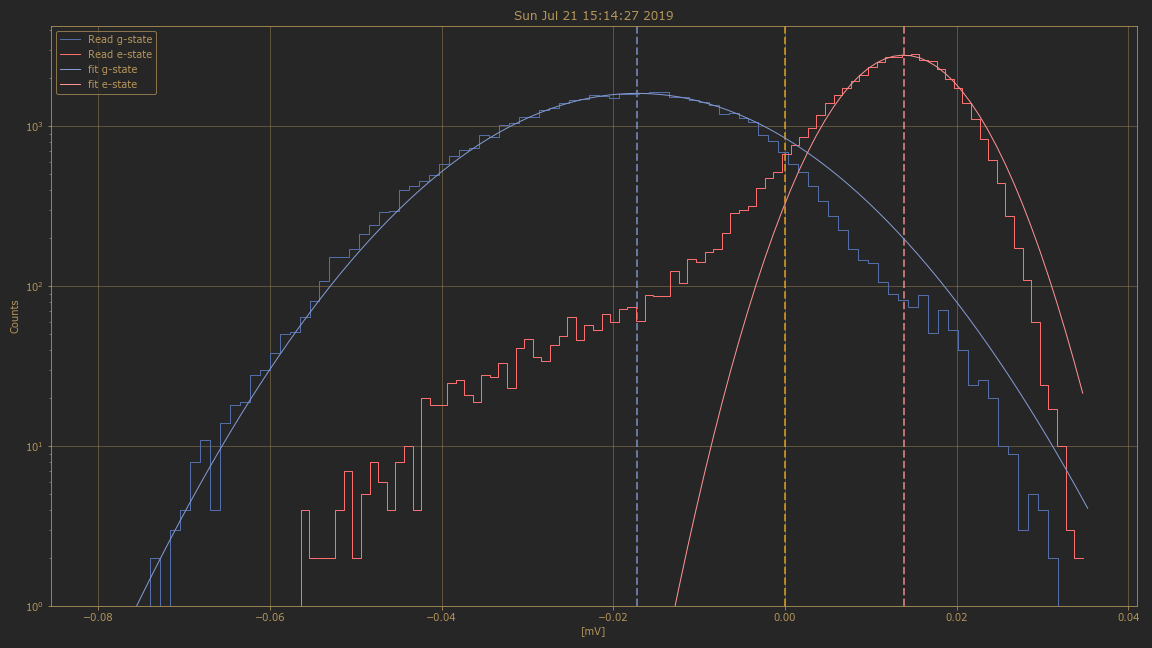 Sun Jul 21 15:14:27 2019
Read g-state
Read e-state
fit g-state
fit e-state
Counts
10³
10²
10¹
10⁰
−0.08 −0.06 −0.04 −0.02 0.00 0.02 0.04
[mV]